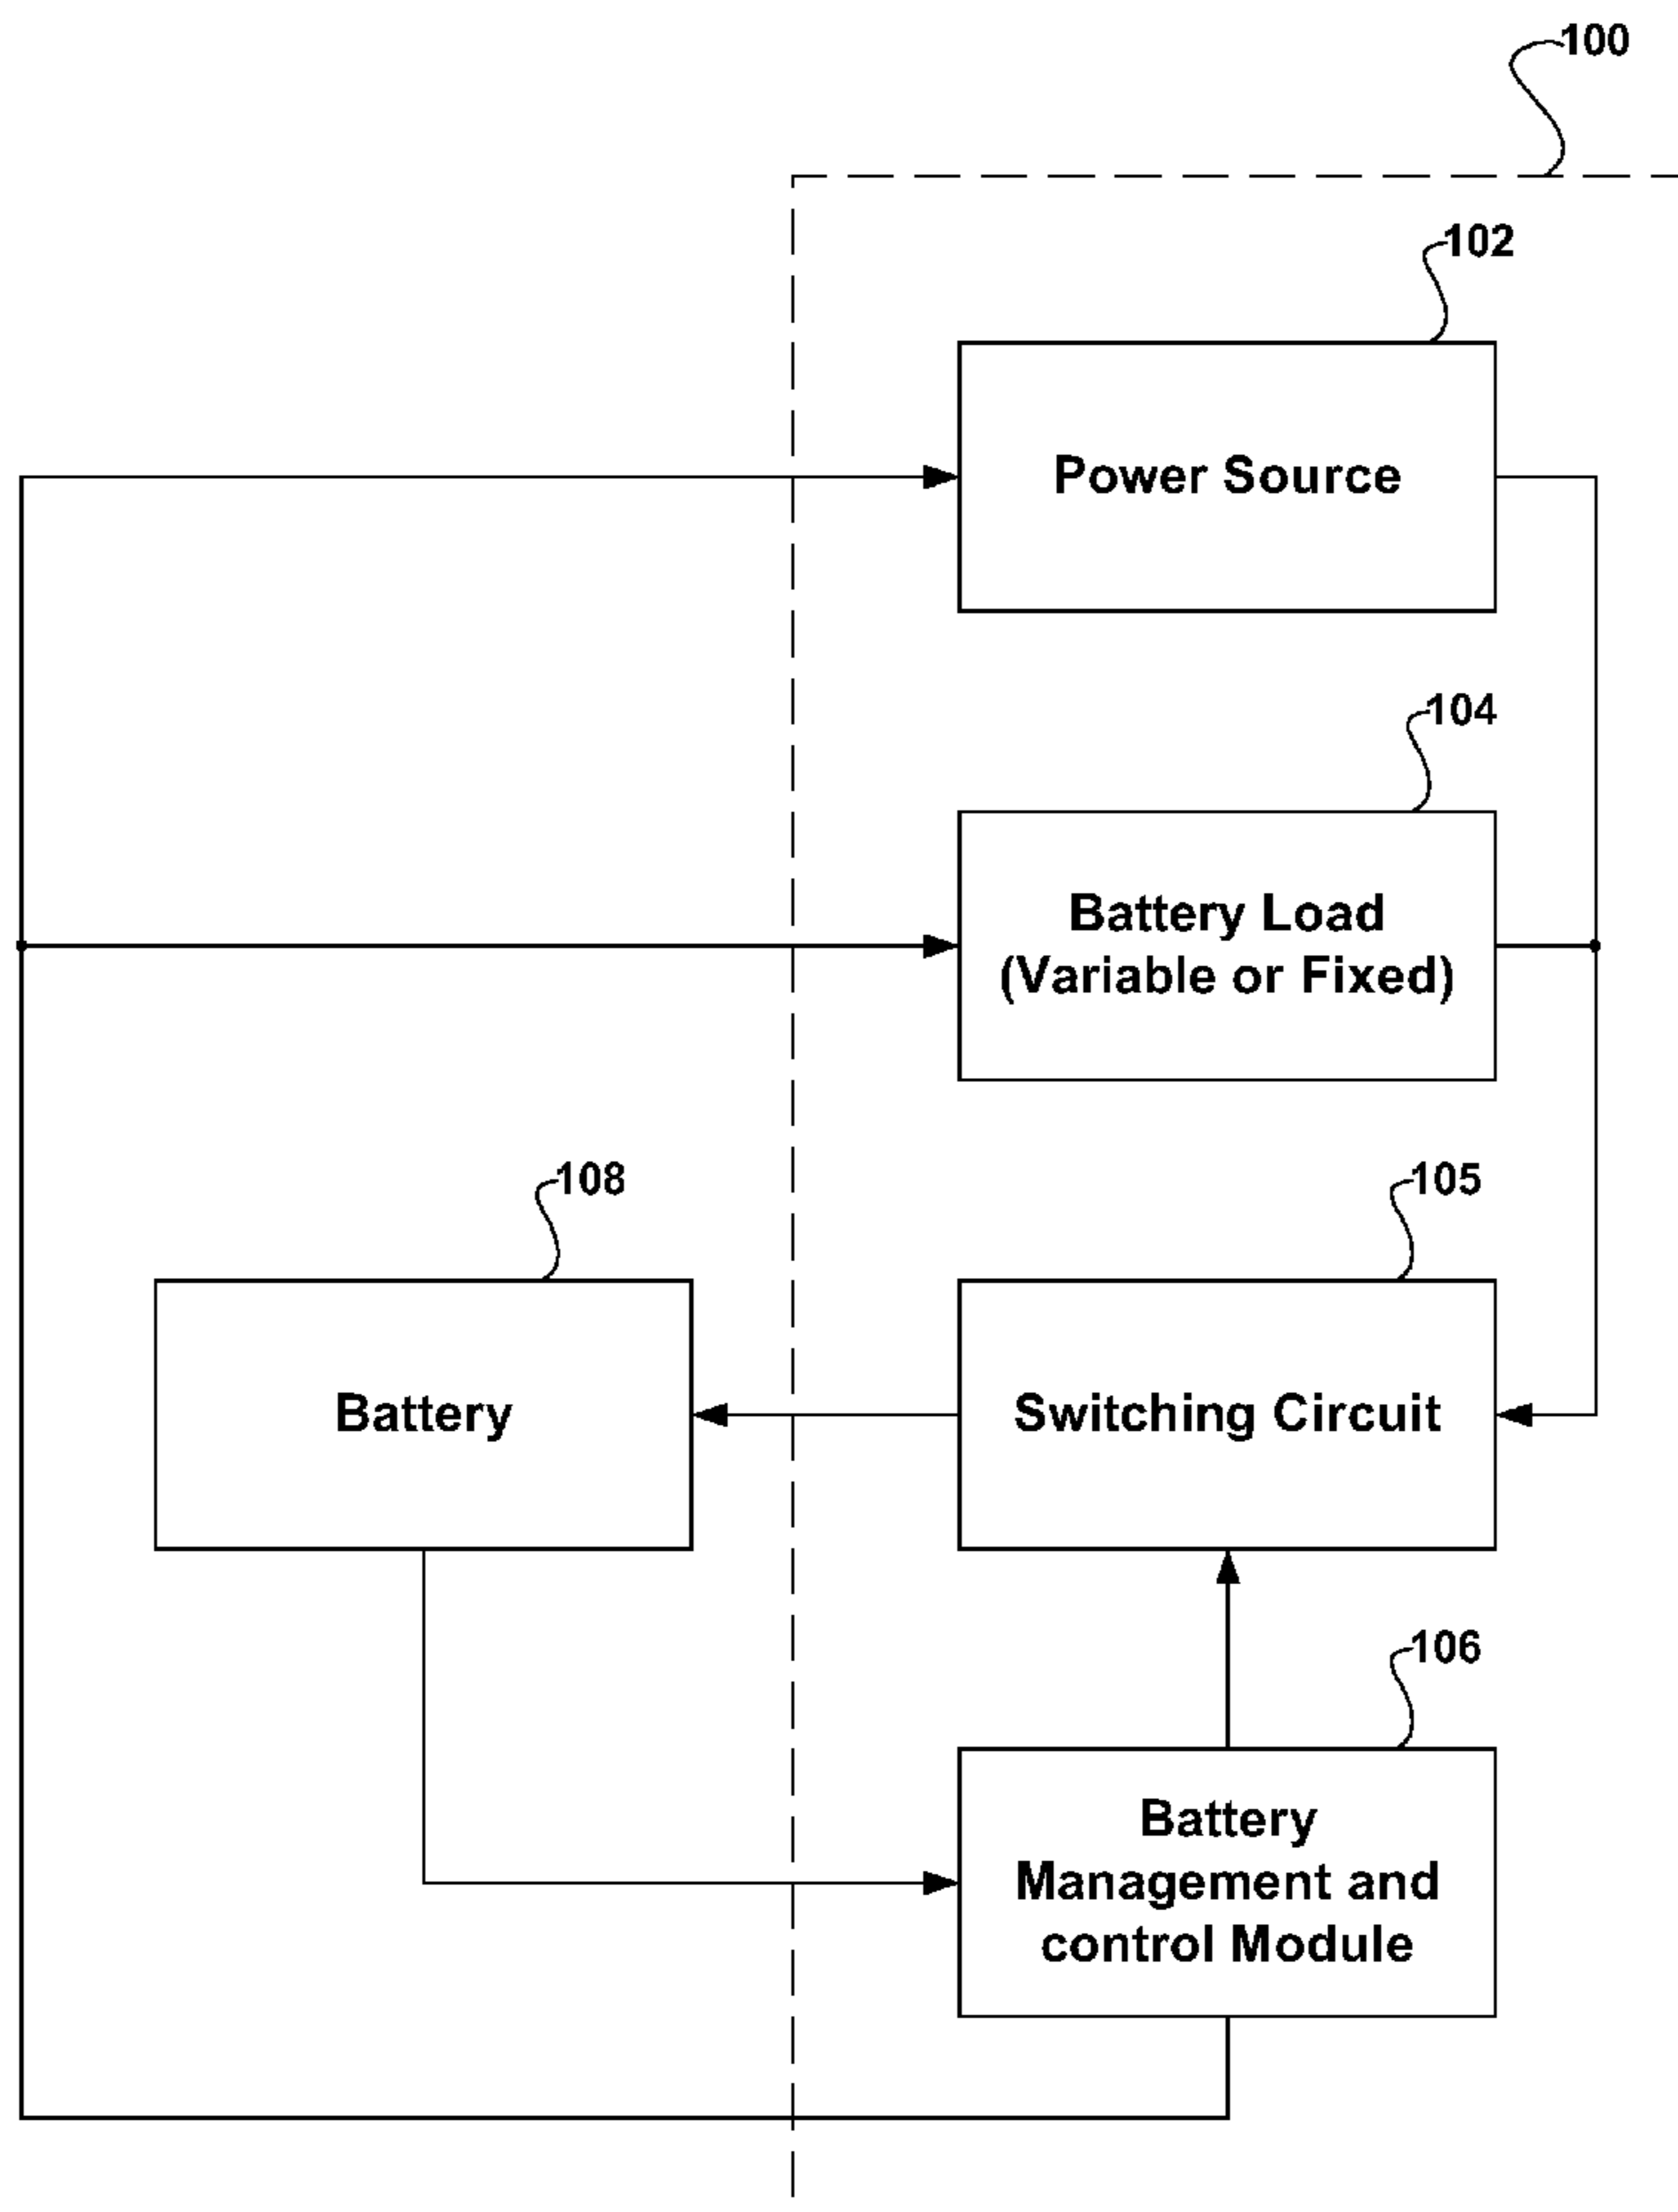 100
102
Power Source
104
Battery Load
(Variable or Fixed)
108
105
Battery
Switching Circuit
106
Battery
Management and
control Module